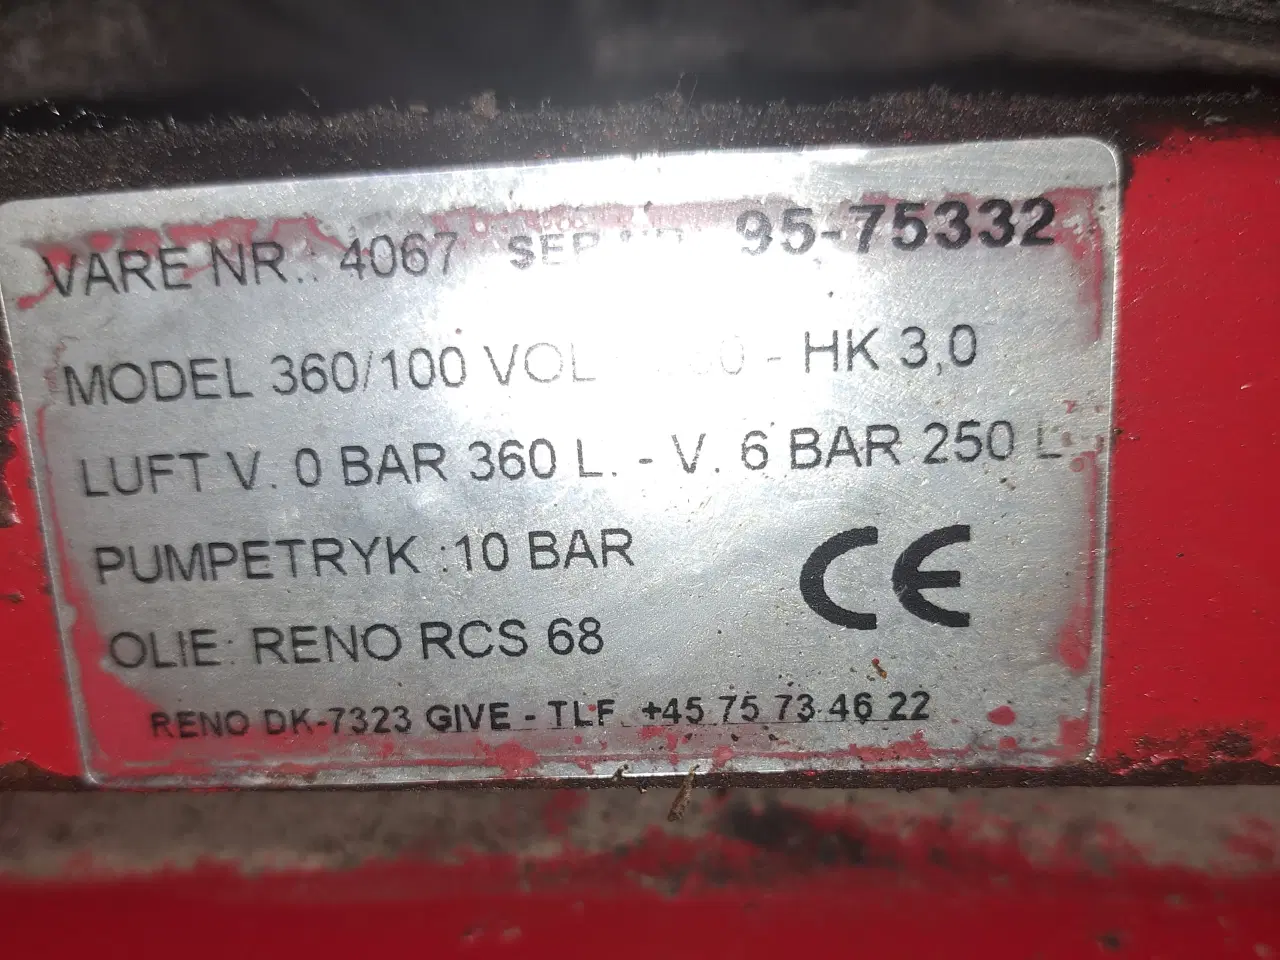 VARE NR.: 4067 95-75332
MODEL 360/100 - HK 3,0
LUFT V. 0 BAR 360 L. - V. 6 BAR 250 L
PUMPETRYK :10 BAR
CE
OLIE: RENO RCS 68
RENO DK-7323 GIVE - TLF. +45 75 73 46 22